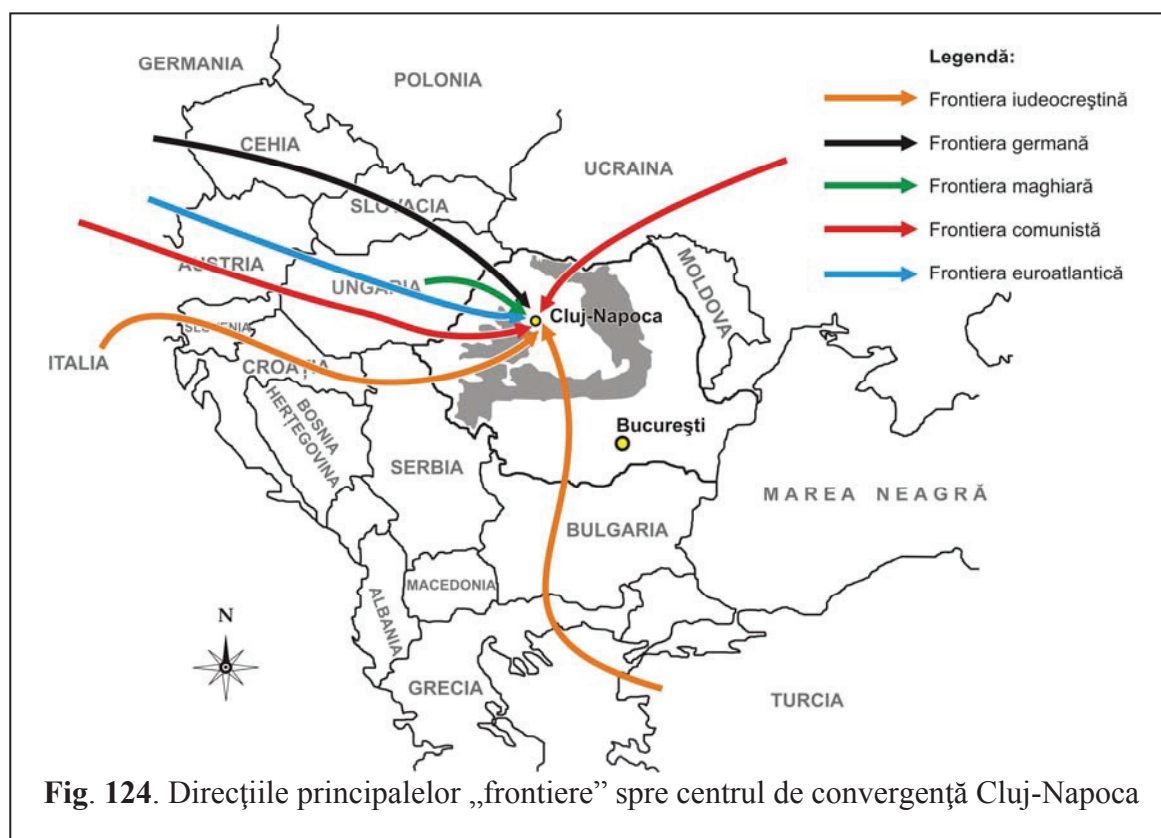 GERMANIA
POLONIA
CEHIA
UCRAINA
SLOVACIA
AUSTRIA
UNGARIA
MOLDOVA
Cluj-Napoca
SLOVENIA
ITALIA
CROAȚIA
BOSNIA
HERȚEGOVINA
Bucureşti
SERBIA
MAREA NEAGRĂ
BULGARIA
MACEDONIA
ALBANIA
N
GRECIA
TURCIA
Legendă:
Frontiera iudeocreştină
Frontiera germană
Frontiera maghiară
Frontiera comunistă
Frontiera euroatlantică
Fig. 124. Direcţiile principalelor „frontiere” spre centrul de convergenţă Cluj-Napoca